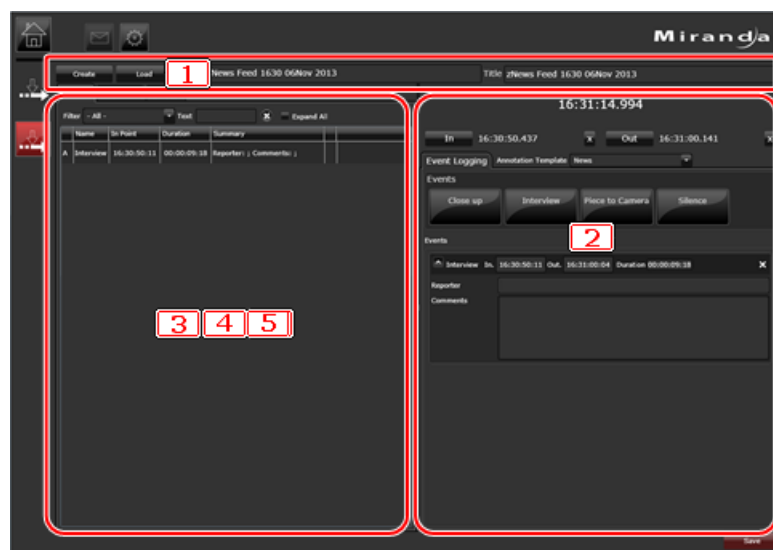 Miranda
Create Load 1 News Feed 1630 06Nov 2013 Title zNews Feed 1630 06Nov 2013
16:31:14.994
Filter - All - Text x Expand All
In 16:30:50.437 x Out 16:31:00.141 x
Name In Point Duration Summary
A Interview 16:30:50:11 00:00:09:18 Reporter: ; Comments: ;
Event Logging Annotation Template News
Events
Close up Interview Piece to Camera Silence
2
Events
Interview In. 16:30:50:11 Out. 16:31:00:04 Duration 00:00:09:18 x
Reporter
Comments
3 4 5
Save